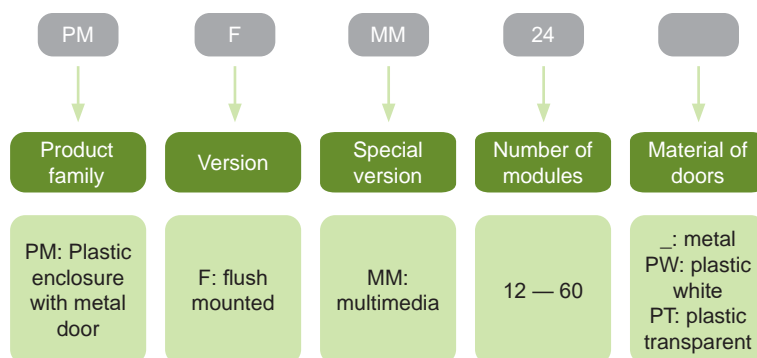 PM
F
MM
24
Product
family
Version
Special
version
Number of
modules
Material of
doors
PM: Plastic
enclosure
with metal
door
F: flush
mounted
MM:
multimedia
12 — 60
_: metal
PW: plastic
white
PT: plastic
transparent